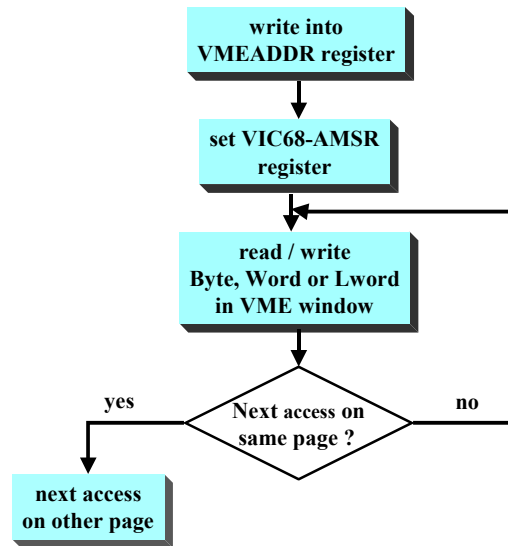 write into
VMEADDR register
set VIC68-AMSR
register
read / write
Byte, Word or Lword
in VME window
yes
Next access on
same page ?
no
next access
on other page